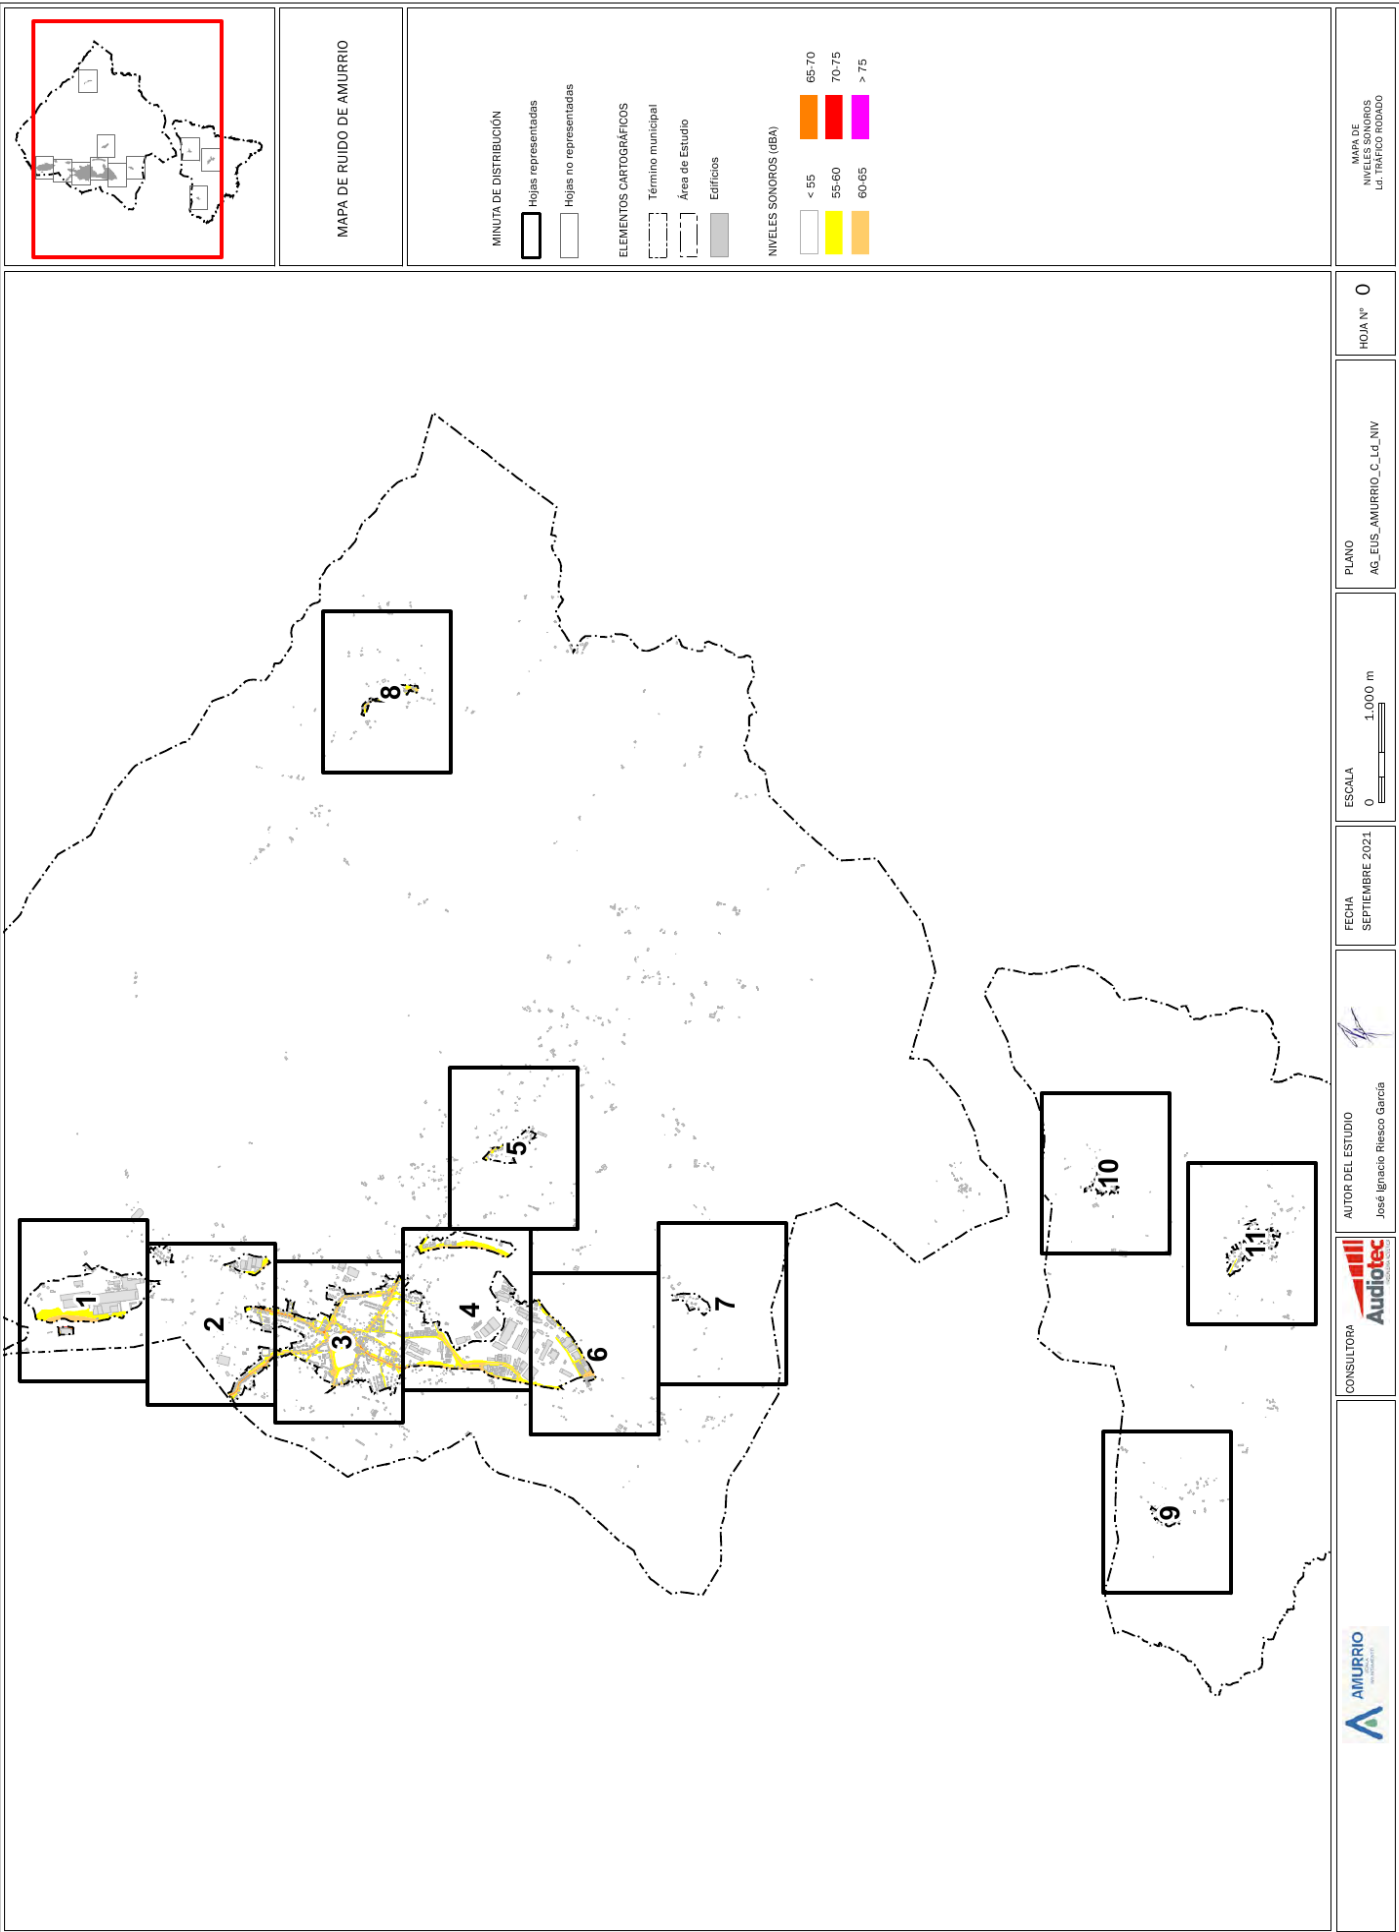 MAPA DE RUIDO DE AMURRIO
MINUTA DE DISTRIBUCIÓN
Hojas representadas
Hojas no representadas
ELEMENTOS CARTOGRÁFICOS
Término municipal
Área de Estudio
Edificios
NIVELES SONOROS (dBA)
< 55
55-60
60-65
65-70
70-75
> 75
1
2
3
4
5
6
7
8
9
10
11
AMURRIO
CONSULTORA
Audiotec
AUTOR DEL ESTUDIO
José Ignacio Riesco García
FECHA
SEPTIEMBRE 2021
ESCALA
0 1.000 m
PLANO
AG_EUS_AMURRIO_C_Ld_NIV
HOJA Nº 0
MAPA DE
NIVELES SONOROS
Ld. TRÁFICO RODADO